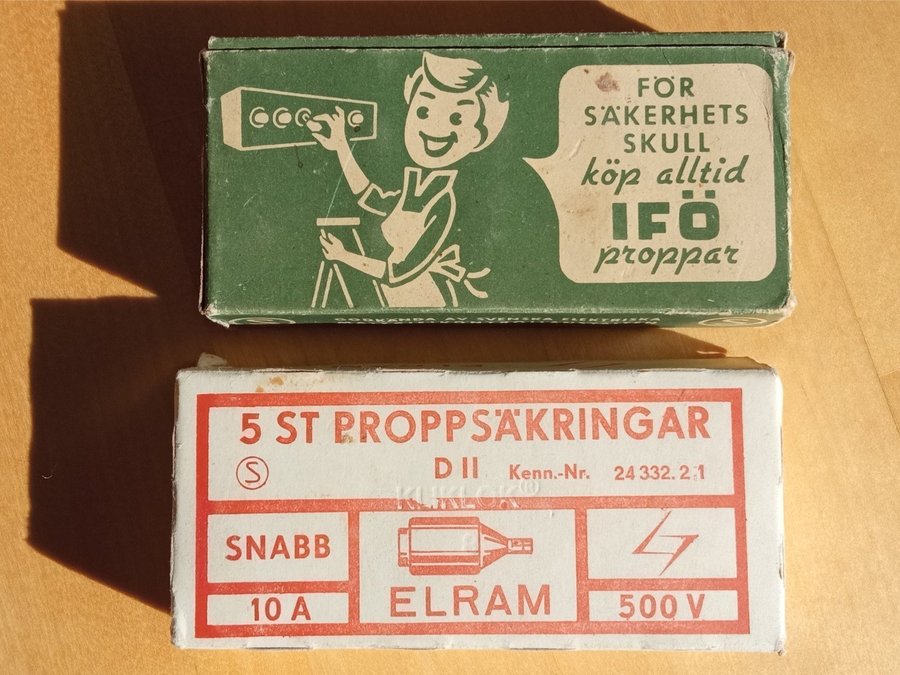 FÖR
SÄKERHETS
SKULL
köp alltid
IFÖ
proppar
S
S
5 ST PROPPSÄKRINGAR
S
D II Kenn.-Nr. 24 332.2.1
KLIKLOK®
SNABB
10 A
ELRAM
500 V